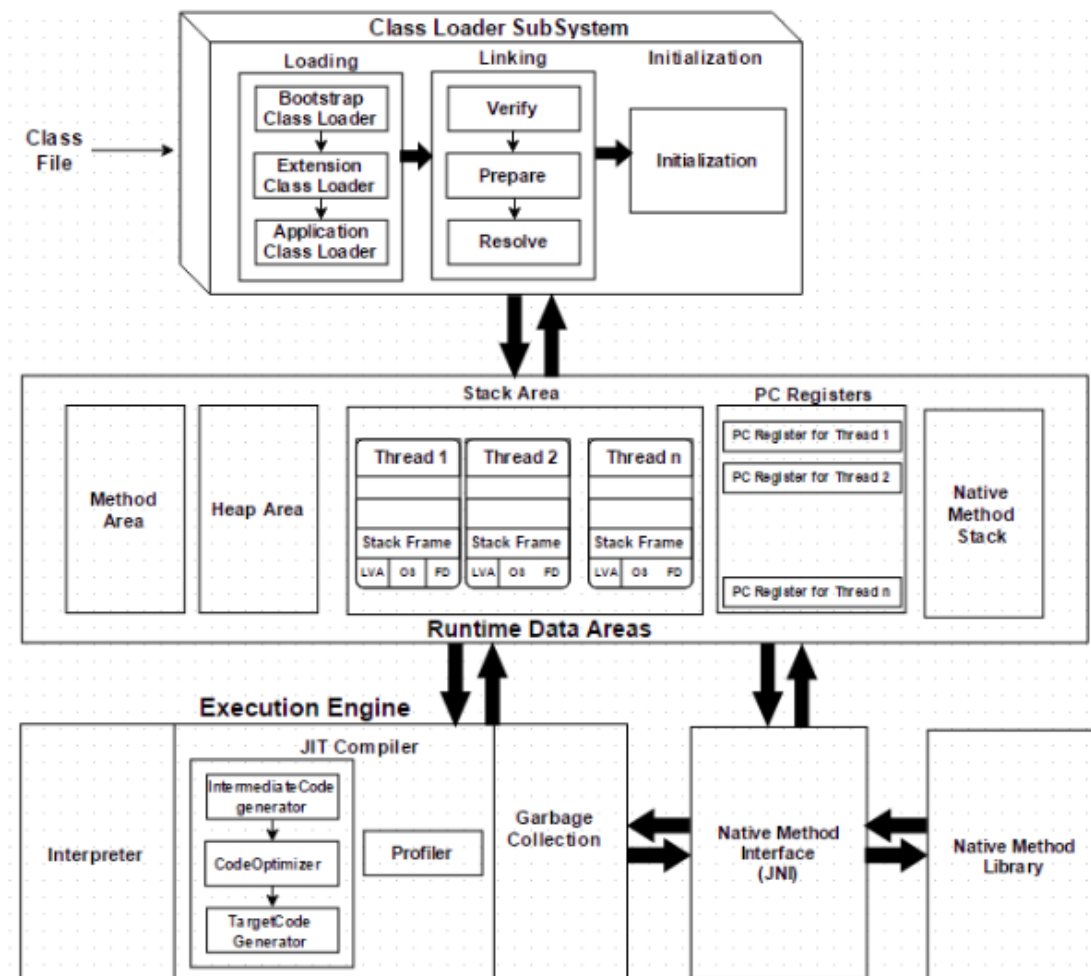 Class Loader SubSystem
Loading
Linking
Initialization
Bootstrap
Class Loader
Extension
Class Loader
Application
Class Loader
Verify
Prepare
Resolve
Initialization
Class
File
Stack Area
PC Registers
Method
Area
Heap Area
Thread 1
Thread 2
Thread n
Stack Frame
Stack Frame
Stack Frame
LVA OS FD
LVA OS FD
LVA OS FD
PC Register for Thread 1
PC Register for Thread 2
PC Register for Thread n
Native
Method
Stack
Runtime Data Areas
Execution Engine
Interpreter
JIT Compiler
IntermediateCode
generator
CodeOptimizer
TargetCode
Generator
Profiler
Garbage
Collection
Native Method
Interface
(JNI)
Native Method
Library